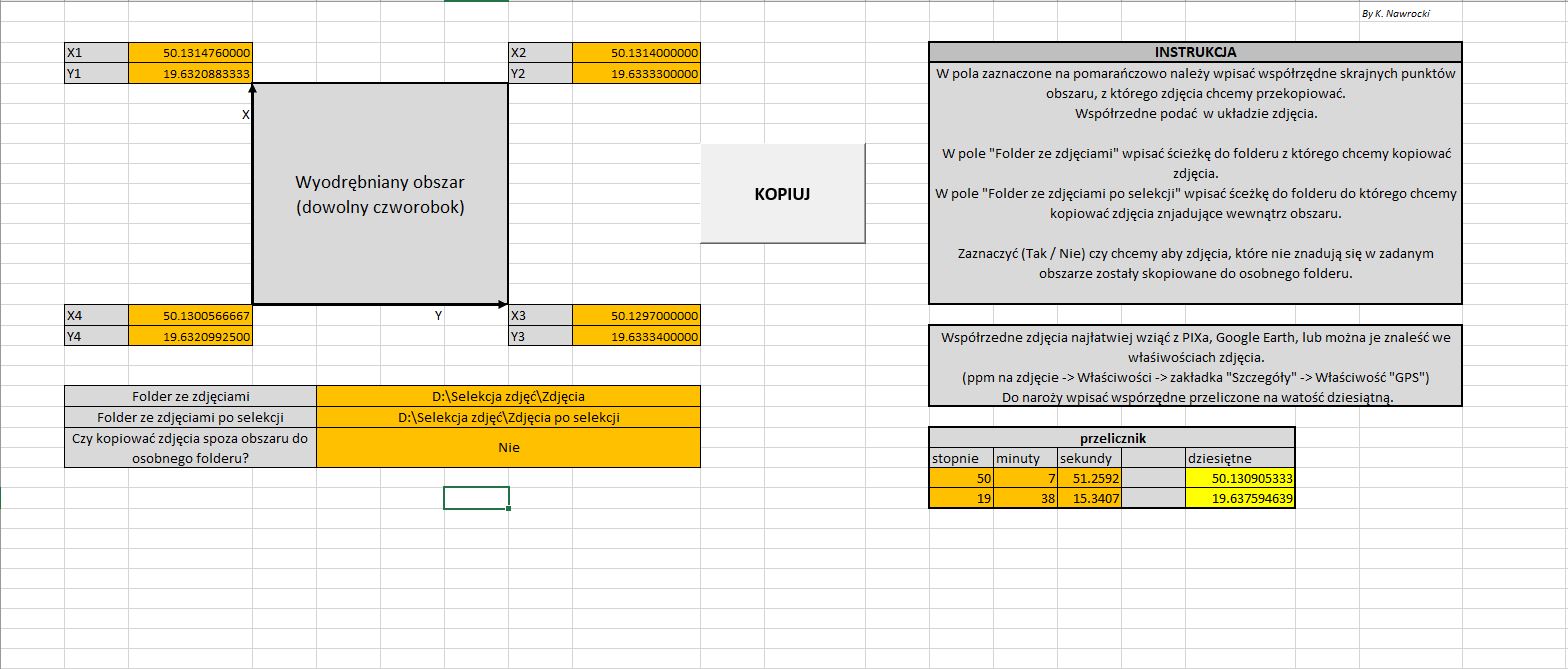 By K. Nawrocki
X1 50.1314760000
Y1 19.6320883333
X2 50.1314000000
Y2 19.6333300000
X
Wyodrębniany obszar
(dowolny czworobok)
X4 50.1300566667
Y4 19.6320992500
Y
X3 50.1297000000
Y3 19.6333400000
KOPIUJ
Folder ze zdjęciami D:\Selekcja zdjęć\Zdjęcia
Folder ze zdjęciami po selekcji D:\Selekcja zdjęć\Zdjęcia po selekcji
Czy kopiować zdjęcia spoza obszaru do
osobnego folderu?
Nie
INSTRUKCJA
W pola zaznaczone na pomarańczowo należy wpisać współrzędne skrajnych punktów
obszaru, z którego zdjęcia chcemy przekopiować.
Współrzedne podać w układzie zdjęcia.
W pole "Folder ze zdjęciami" wpisać ścieżkę do folderu z którego chcemy kopiować
zdjęcia.
W pole "Folder ze zdjęciami po selekcji" wpisać śceżkę do folderu do którego chcemy
kopiować zdjęcia znjadujące wewnątrz obszaru.
Zaznaczyć (Tak / Nie) czy chcemy aby zdjęcia, które nie znadują się w zadanym
obszarze zostały skopiowane do osobnego folderu.
Współrzedne zdjęcia najłatwiej wziąć z PIXa, Google Earth, lub można je znaleść we
właśiwościach zdjęcia.
(ppm na zdjęcie -> Właściwości -> zakładka "Szczegóły" -> Właściwość "GPS")
Do naroży wpisać wspórzędne przeliczone na watość dziesiątną.
przelicznik
stopnie minuty sekundy dziesiętne
50 7 51.2592 50.130905333
19 38 15.3407 19.637594639